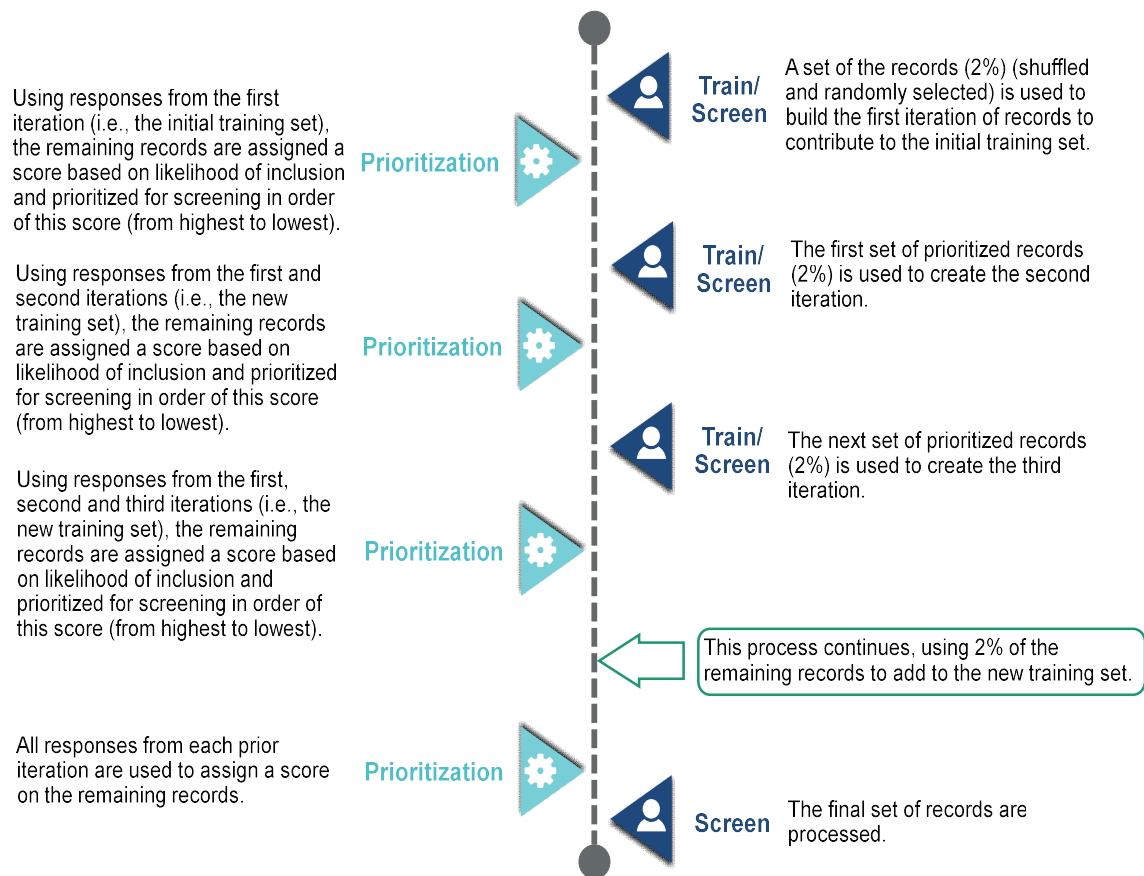 Train/
Screen
A set of the records (2%) (shuffled
and randomly selected) is used to
build the first iteration of records to
contribute to the initial training set.
Using responses from the first
iteration (i.e., the initial training set),
the remaining records are assigned a
score based on likelihood of inclusion
and prioritized for screening in order
of this score (from highest to lowest).
Prioritization
Train/
Screen
The first set of prioritized records
(2%) is used to create the second
iteration.
Using responses from the first and
second iterations (i.e., the new
training set), the remaining records
are assigned a score based on
likelihood of inclusion and prioritized
for screening in order of this score
(from highest to lowest).
Prioritization
Train/
Screen
The next set of prioritized records
(2%) is used to create the third
iteration.
Using responses from the first,
second and third iterations (i.e., the
new training set), the remaining
records are assigned a score based
on likelihood of inclusion and
prioritized for screening in order of
this score (from highest to lowest).
Prioritization
This process continues, using 2% of the
remaining records to add to the new training set.
All responses from each prior
iteration are used to assign a score
on the remaining records.
Prioritization
Screen
The final set of records are
processed.